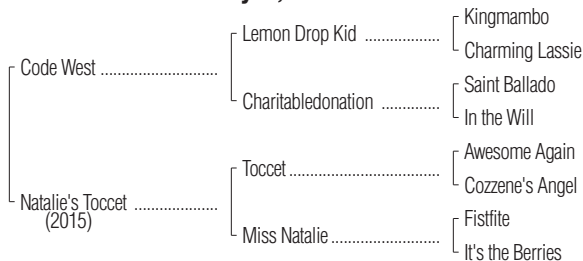 Kingmambo
Lemon Drop Kid ..................
Charming Lassie
Code West ............................
Saint Ballado
Charitabledonation ...............
In the Will
Awesome Again
Toccet ...................................
Cozzene's Angel
Natalie's Toccet ....................
(2015)
Fistfite
Miss Natalie ..........................
It's the Berries